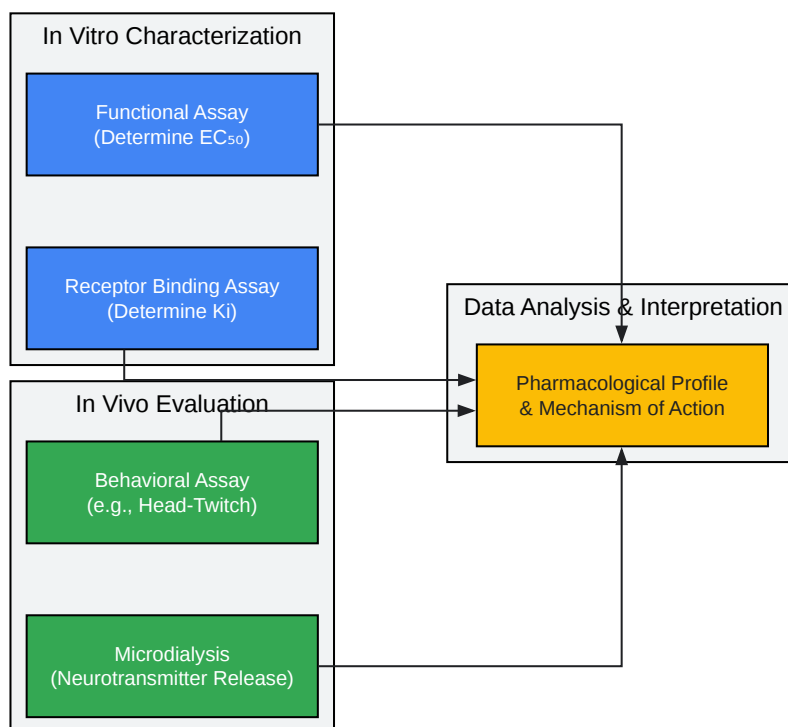 In Vitro Characterization
Functional Assay
(Determine EC₅₀)
Receptor Binding Assay
(Determine Ki)
In Vivo Evaluation
Behavioral Assay
(e.g., Head-Twitch)
Microdialysis
(Neurotransmitter Release)
Data Analysis & Interpretation
Pharmacological Profile
& Mechanism of Action